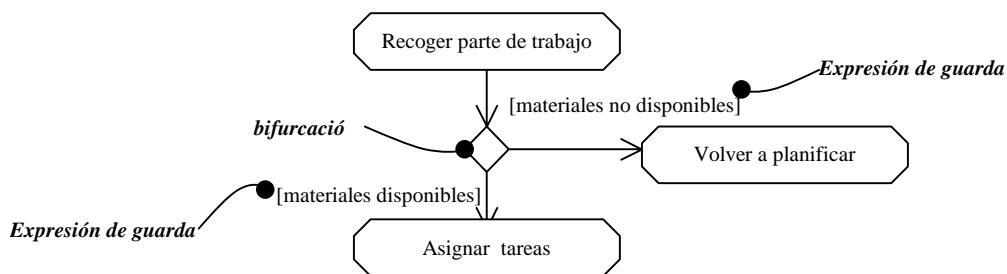 Recoger parte de trabajo
Expresión de guarda
[materiales no disponibles]
bifurcació
Volver a planificar
[materiales disponibles]
Expresión de guarda
Asignar tareas